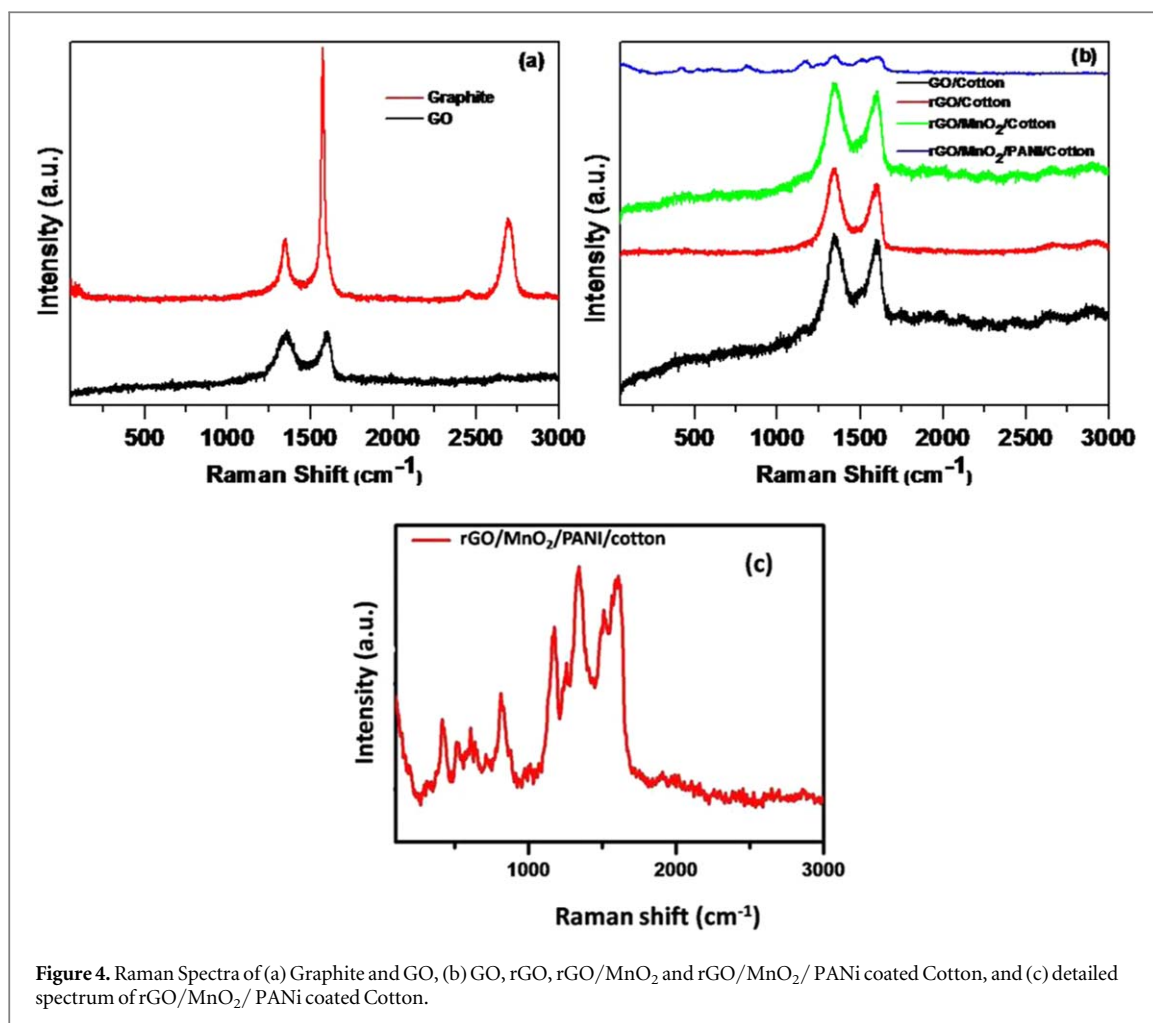 (a)
Graphite
GO
Intensity (a.u.)
500 1000 1500 2000 2500 3000
Raman Shift (cm⁻¹)
(b)
GO/Cotton
rGO/Cotton
rGO/MnO₂/Cotton
rGO/MnO₂/PANI/Cotton
Intensity (a.u.)
500 1000 1500 2000 2500 3000
Raman Shift (cm⁻¹)
rGO/MnO₂/PANI/cotton
(c)
Intensity (a.u.)
1000 2000 3000
Raman shift (cm⁻¹)
Figure 4. Raman Spectra of (a) Graphite and GO, (b) GO, rGO, rGO/MnO₂ and rGO/MnO₂/ PANi coated Cotton, and (c) detailed
spectrum of rGO/MnO₂/ PANi coated Cotton.